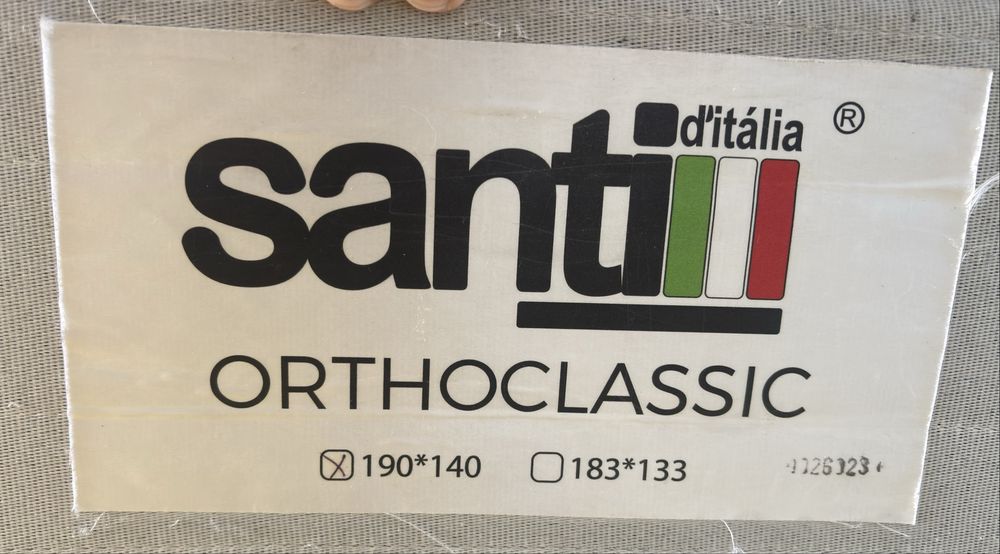 santi d'itália ®
ORTHOCLASSIC
☒ 190*140 ☐ 183*133